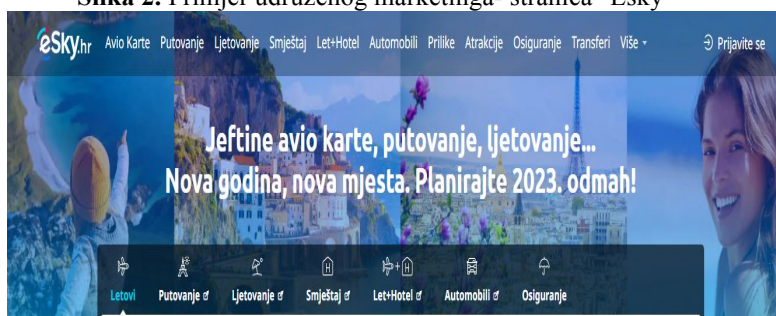 Slika 2. Primjer udruženog marketinga- stranica "Esky"
eSky.hr Avio Karte Putovanje Ljetovanje Smještaj Let+Hotel Automobili Prilike Atrakcije Osiguranje Transferi Više Prijavite se
Jeftine avio karte, putovanje, ljetovanje...
Nova godina, nova mjesta. Planirajte 2023. odmah!
Letovi Putovanje Ljetovanje Smještaj Let+Hotel Automobili Osiguranje